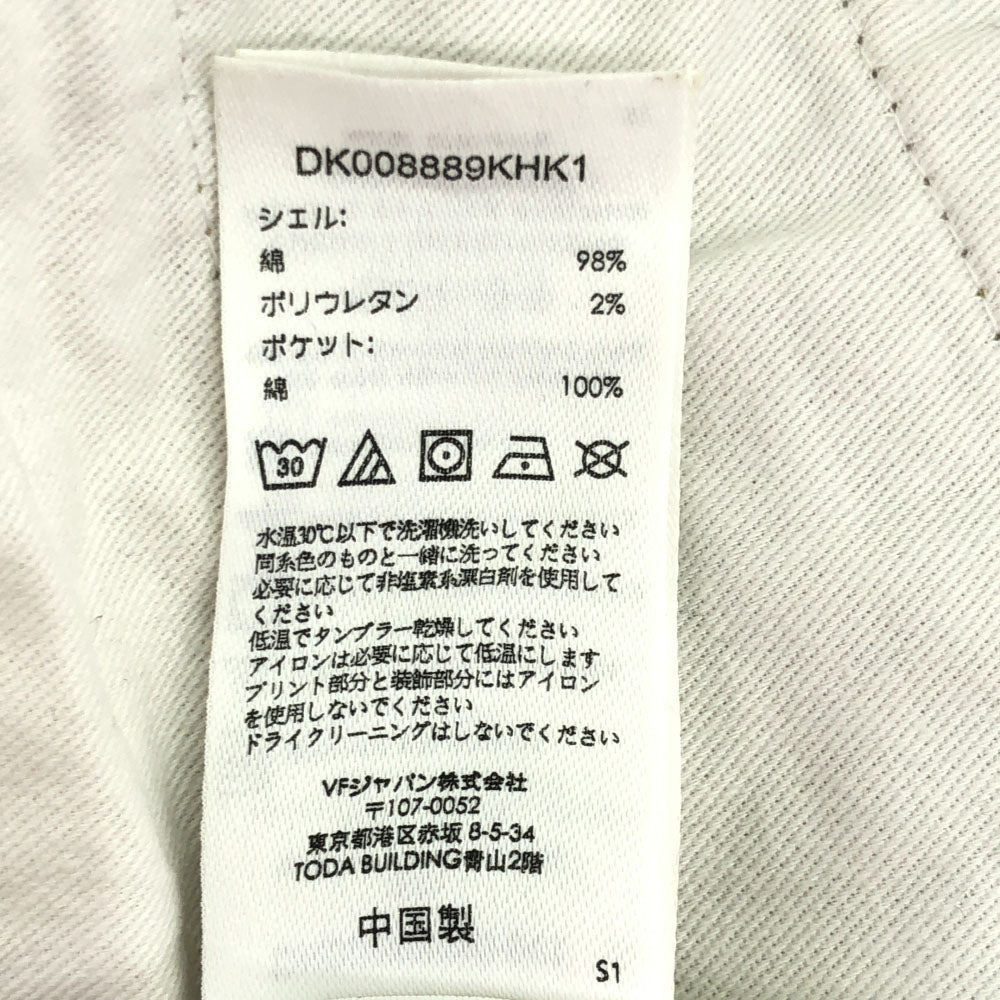 DK008889KHK1
シェル:
綿 98%
ポリウレタン 2%
ポケット:
綿 100%
30
水温30℃以下で洗濯機洗いしてください
同系色のものと一緒に洗ってください
必要に応じて非塩素系漂白剤を使用して
ください
低温でタンブラー乾燥してください
アイロンは必要に応じて低温にします
プリント部分と装飾部分にはアイロン
を使用しないでください
ドライクリーニングはしないでください
VFジャパン株式会社
〒107-0052
東京都港区赤坂 8-5-34
TODA BUILDING青山2階
中国製
S1